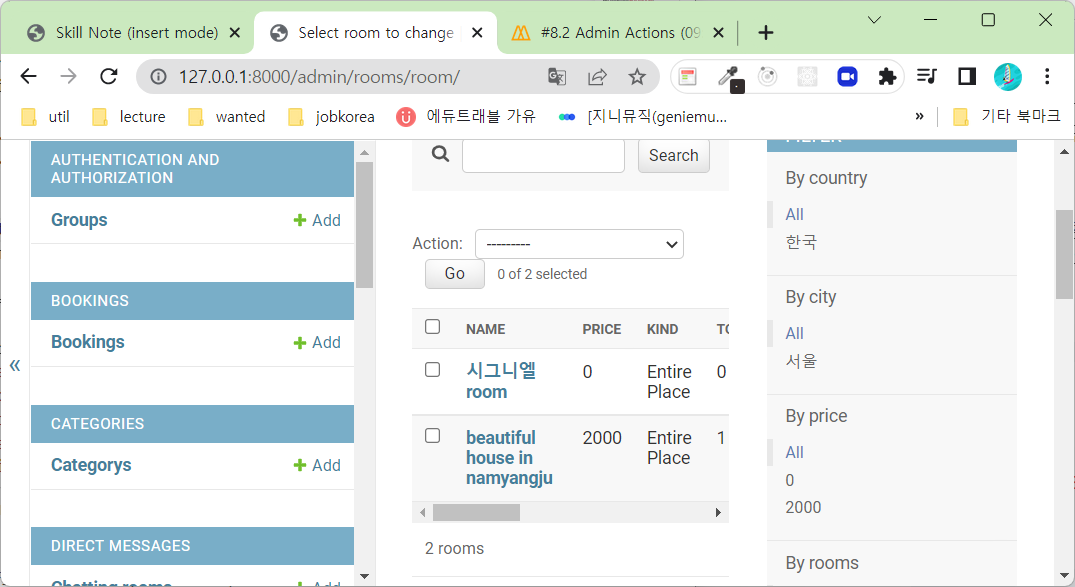 Skill Note (insert mode)
Select room to change
#8.2 Admin Actions (09
127.0.0.1:8000/admin/rooms/room/
util
lecture
wanted
jobkorea
에듀트래블 가유
[지니뮤직(geniemu...
»
기타 북마크
AUTHENTICATION AND
AUTHORIZATION
Groups
Add
BOOKINGS
Bookings
Add
CATEGORIES
Categorys
Add
DIRECT MESSAGES
Chatting rooms
Add
«
Search
Action:
---------
Go
0 of 2 selected
NAME PRICE KIND TO
시그니엘
room
0
Entire
Place
0
beautiful
house in
namyangju
2000
Entire
Place
1
2 rooms
FILTER
By country
All
한국
By city
All
서울
By price
All
0
2000
By rooms